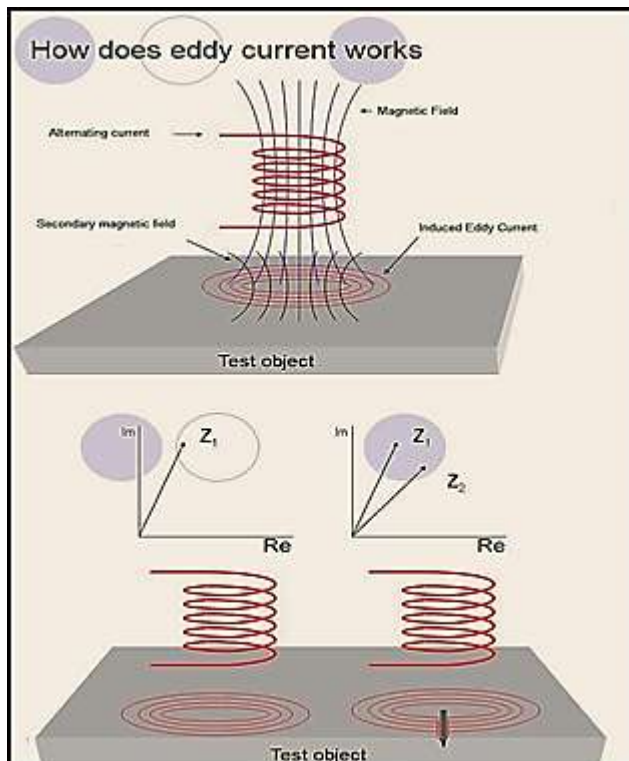 How does eddy current works
Magnetic Field
Alternating current
Secondary magnetic field
Induced Eddy Current
Test object
Im
Z1
Re
Im
Z1
Z2
Re
Test object